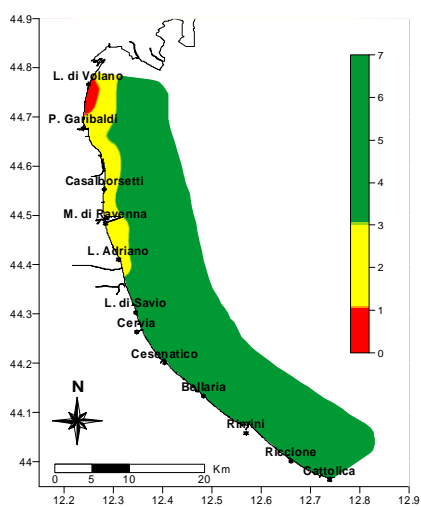 44.9
44.8
44.7
44.6
44.5
44.4
44.3
44.2
44.1
44
L. di Volano
P. Garibaldi
Casalborsetti
M. di Ravenna
L. Adriano
L. di Savio
Cervia
Cesenatico
Bellaria
Rimini
Riccione
Cattolica
7
6
5
4
3
2
1
0
N
0 5 10 20 Km
12.2 12.3 12.4 12.5 12.6 12.7 12.8 12.9